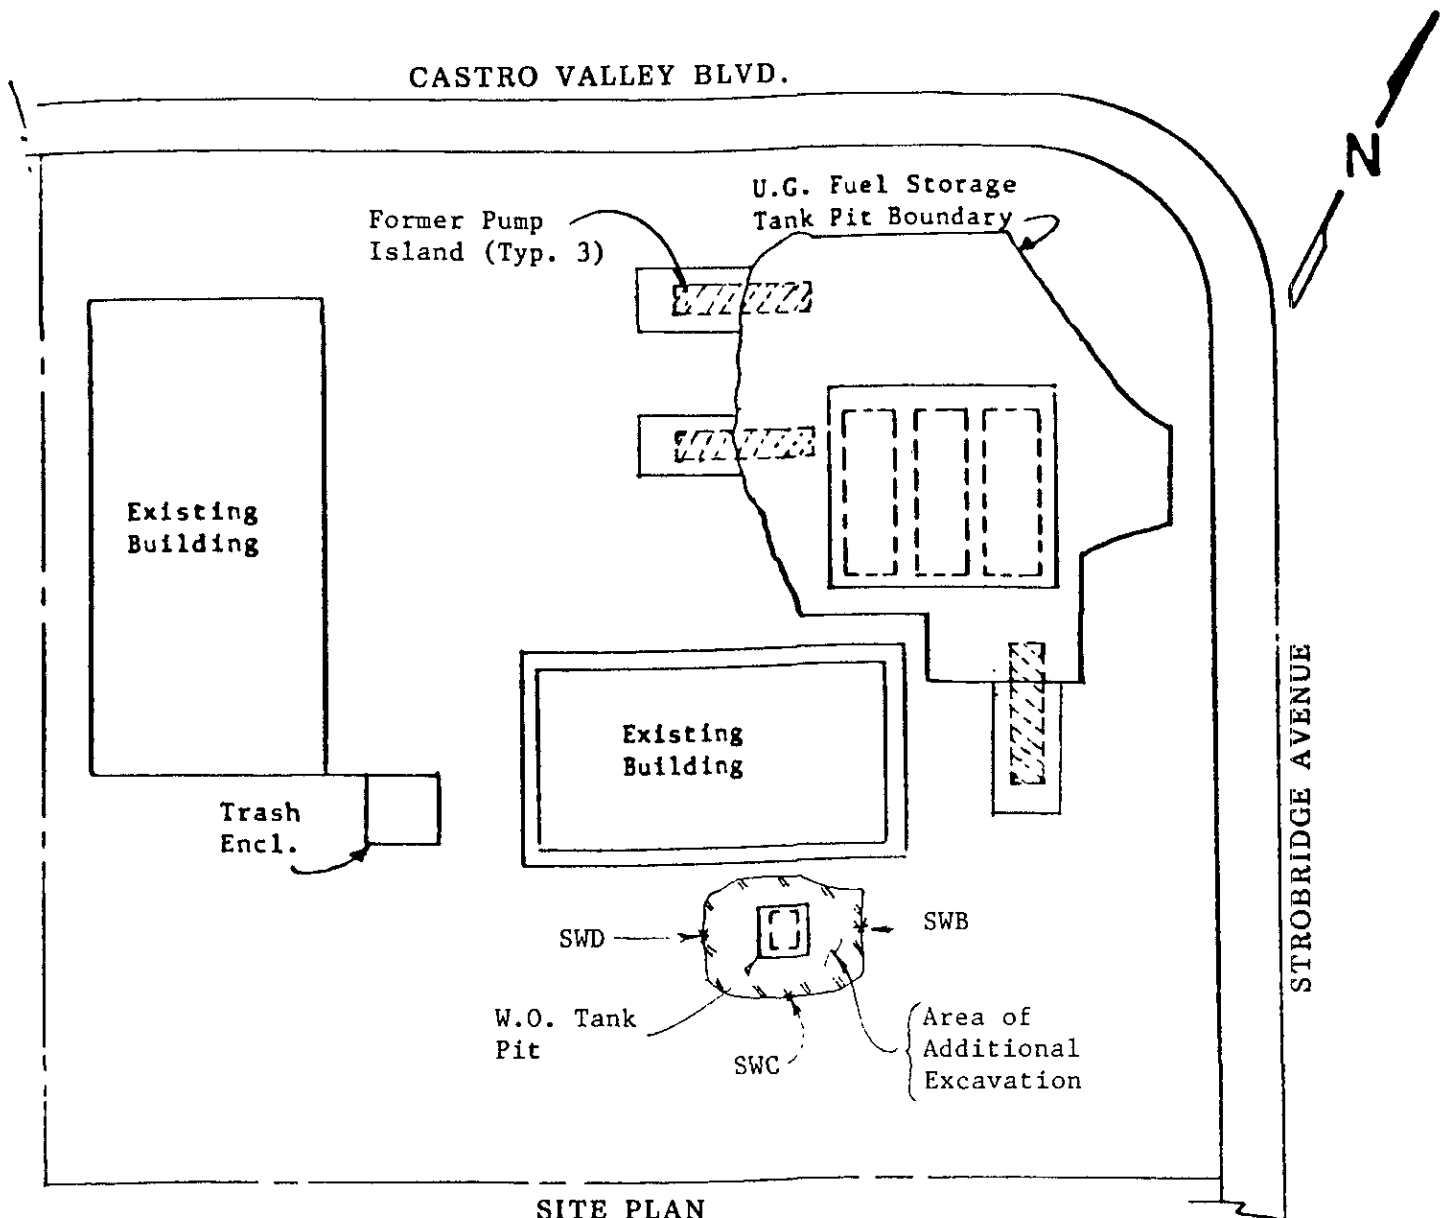 CASTRO VALLEY BLVD.
N
U.G. Fuel Storage
Tank Pit Boundary
Former Pump
Island (Typ. 3)
Existing
Building
Existing
Building
Trash
Encl.
STROBRIDGE AVENUE
SWD
SWB
W.O. Tank
Pit
SWC
Area of
Additional
Excavation
SITE PLAN